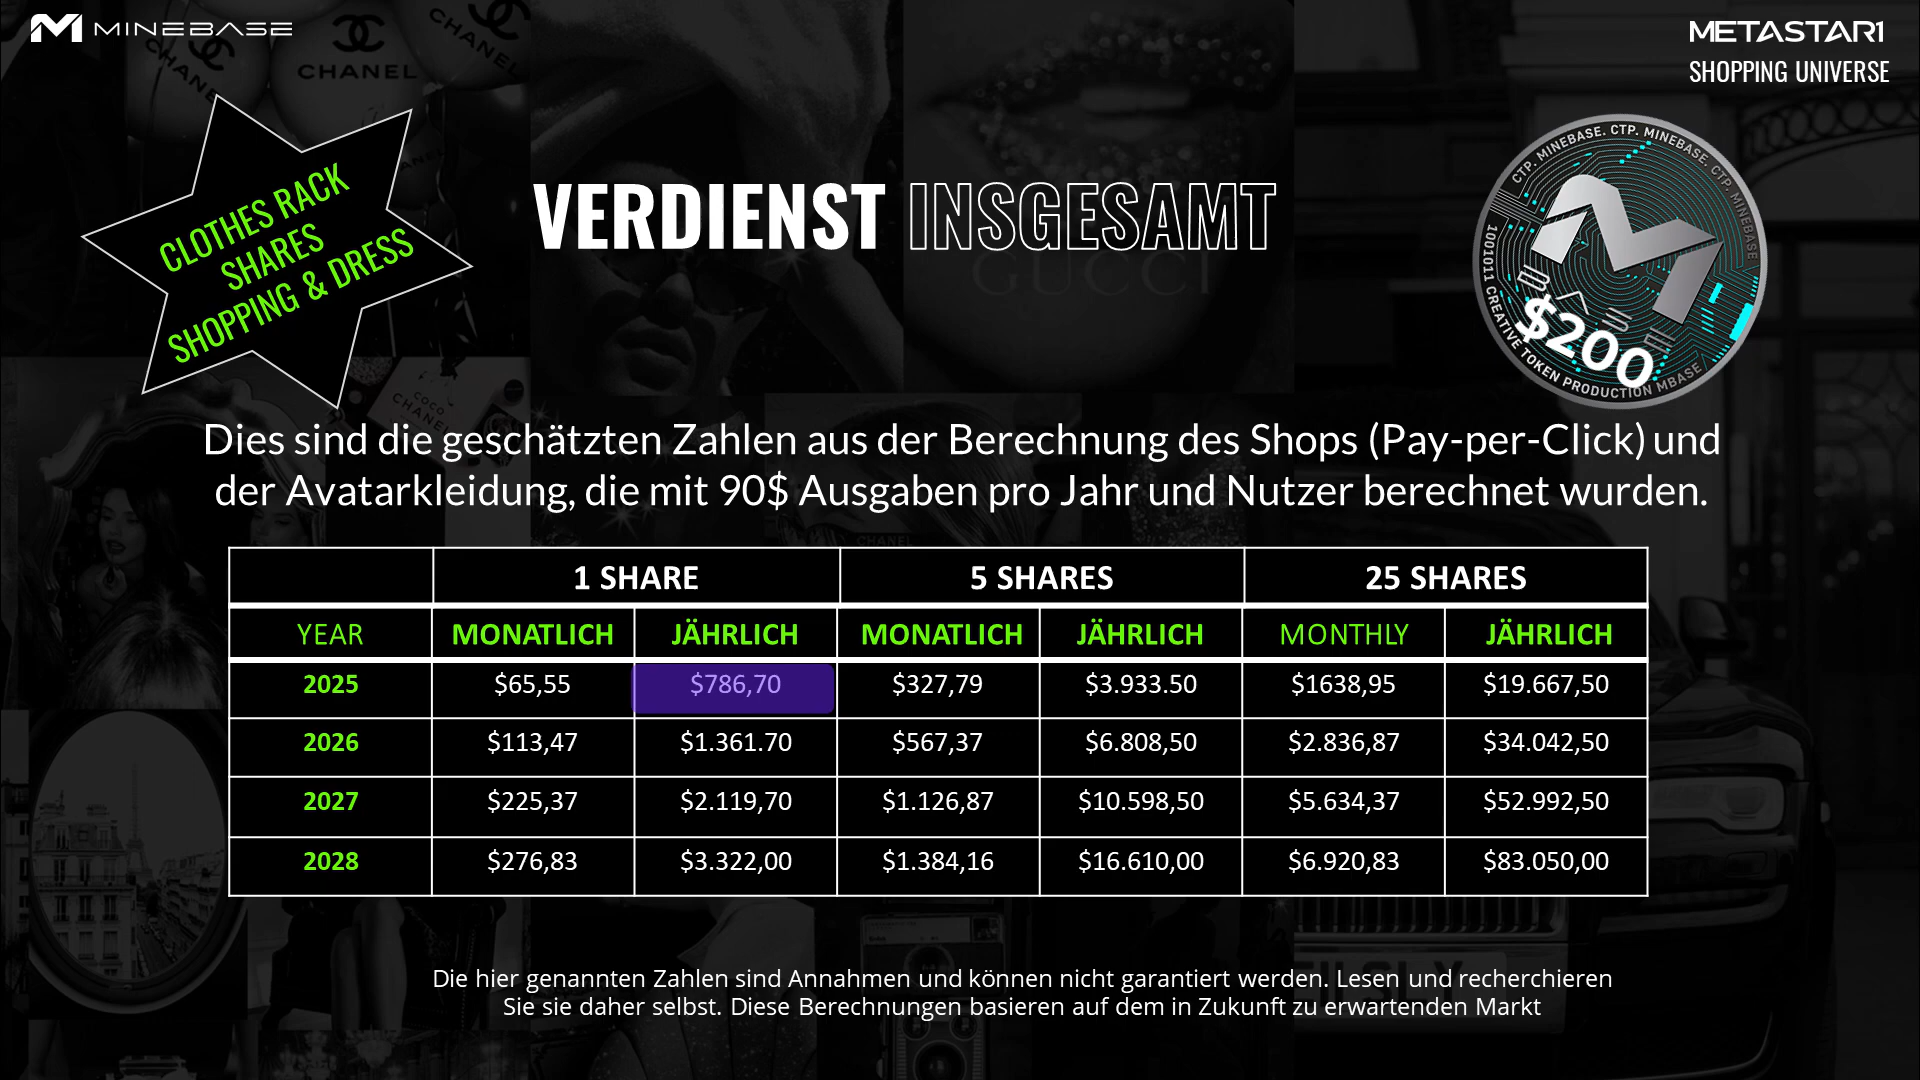 MINEBASE
METASTAR1
SHOPPING UNIVERSE
CHANEL
CHANEL
CHANEL
CLOTHES RACK
SHARES
SHOPPING & DRESS
VERDIENST INSGESAMT
GUCCI
CTP. MINEBASE. CTP. MINEBASE. CTP. MINEBASE
1001011 CREATIVE TOKEN PRODUCTION MBASE
BASE
$200
COCO
CHANEL
Dies sind die geschätzten Zahlen aus der Berechnung des Shops (Pay-per-Click) und
der Avatarkleidung, die mit 90$ Ausgaben pro Jahr und Nutzer berechnet wurden.
CHANEL
1 SHARE 5 SHARES 25 SHARES
YEAR MONATLICH JÄHRLICH MONATLICH JÄHRLICH MONTHLY JÄHRLICH
2025 $65,55 $786,70 $327,79 $3.933.50 $1638,95 $19.667,50
2026 $113,47 $1.361.70 $567,37 $6.808,50 $2.836,87 $34.042,50
2027 $225,37 $2.119,70 $1.126,87 $10.598,50 $5.634,37 $52.992,50
2028 $276,83 $3.322,00 $1.384,16 $16.610,00 $6.920,83 $83.050,00
Die hier genannten Zahlen sind Annahmen und können nicht garantiert werden. Lesen und recherchieren
Sie sie daher selbst. Diese Berechnungen basieren auf dem in Zukunft zu erwartenden Markt